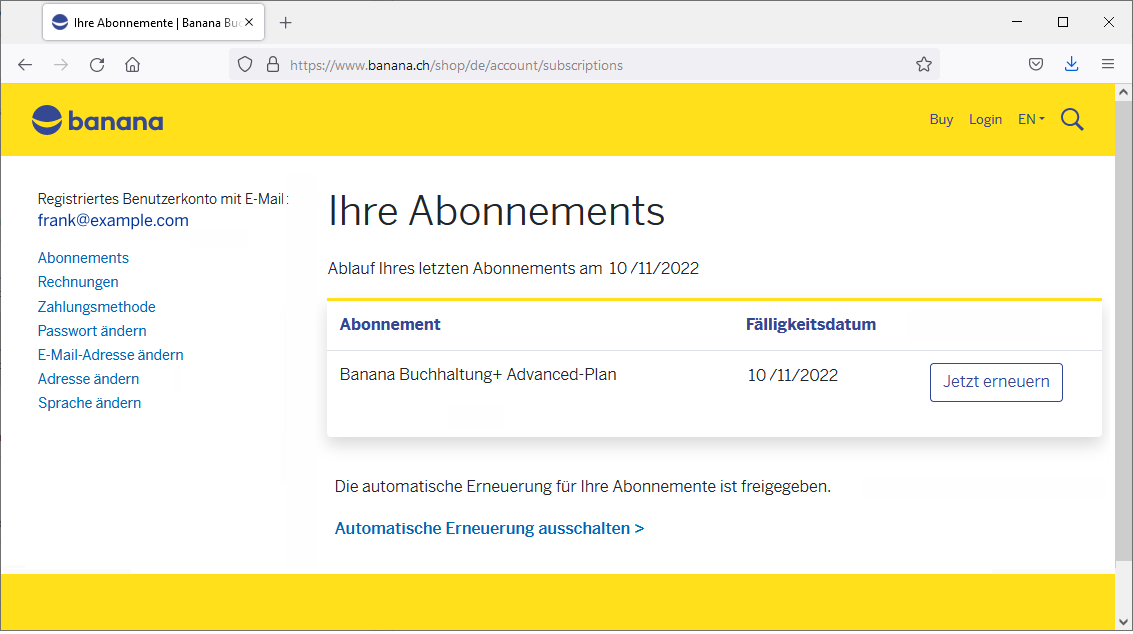 Ihre Abonnemente | Banana Buc
https://www.banana.ch/shop/de/account/subscriptions
banana
Buy Login EN
Registriertes Benutzerkonto mit E-Mail:
frank@example.com
Abonnements
Rechnungen
Zahlungsmethode
Passwort ändern
E-Mail-Adresse ändern
Adresse ändern
Sprache ändern
Ihre Abonnements
Ablauf Ihres letzten Abonnements am 10 /11/2022
Abonnement Fälligkeitsdatum
Banana Buchhaltung+ Advanced-Plan 10 /11/2022 Jetzt erneuern
Die automatische Erneuerung für Ihre Abonnemente ist freigegeben.
Automatische Erneuerung ausschalten >